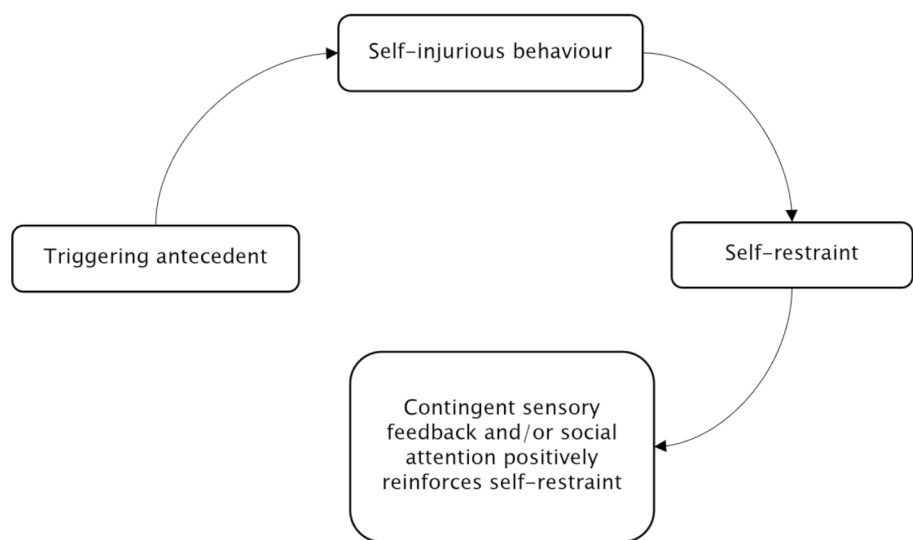 Self-injurious behaviour
Triggering antecedent
Self-restraint
Contingent sensory
feedback and/or social
attention positively
reinforces self-restraint